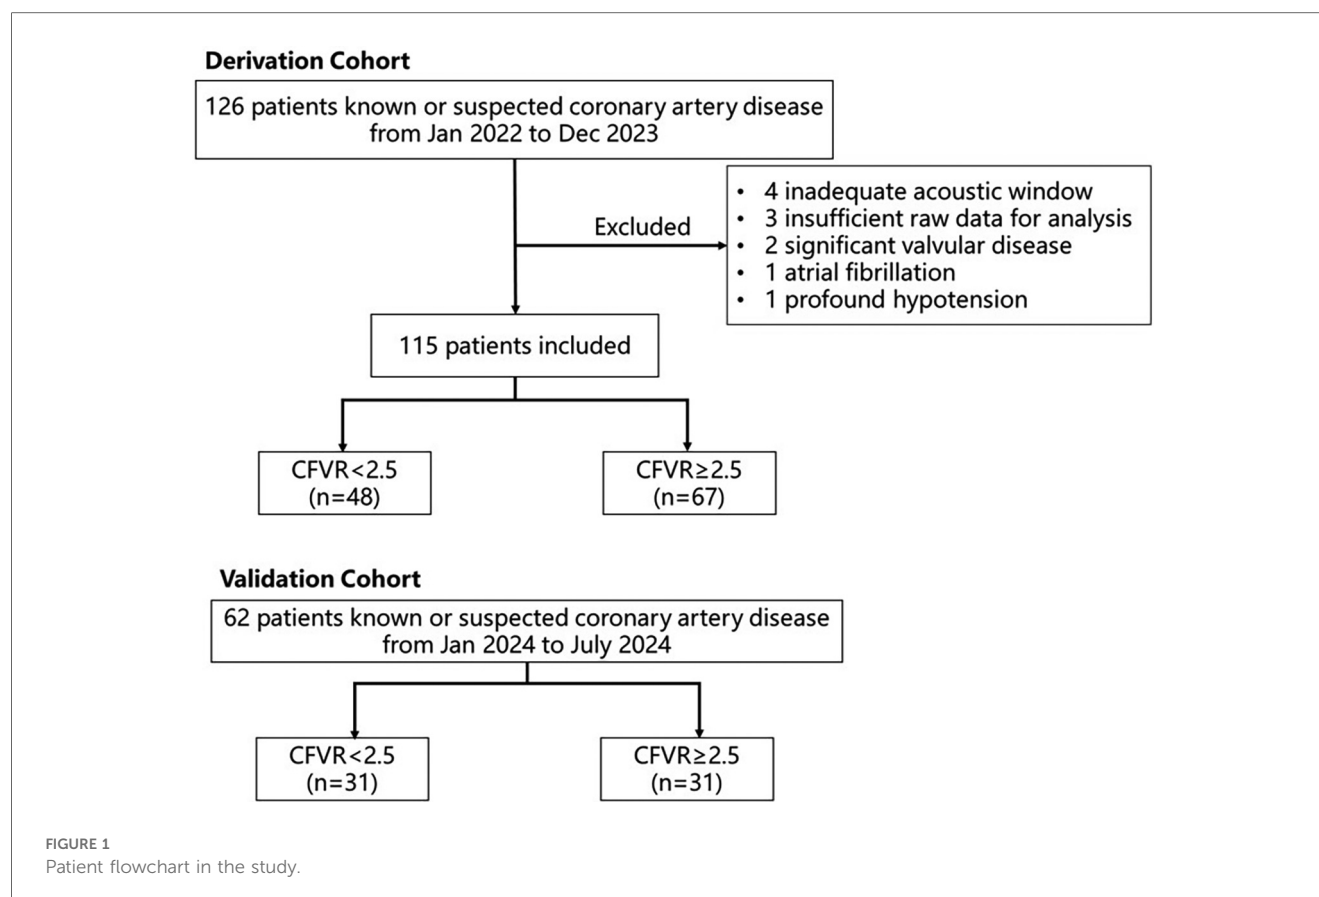 Derivation Cohort
126 patients known or suspected coronary artery disease
from Jan 2022 to Dec 2023
Excluded
• 4 inadequate acoustic window
• 3 insufficient raw data for analysis
• 2 significant valvular disease
• 1 atrial fibrillation
• 1 profound hypotension
115 patients included
CFVR<2.5
(n=48)
CFVR≥2.5
(n=67)
Validation Cohort
62 patients known or suspected coronary artery disease
from Jan 2024 to July 2024
CFVR<2.5
(n=31)
CFVR≥2.5
(n=31)
FIGURE 1
Patient flowchart in the study.